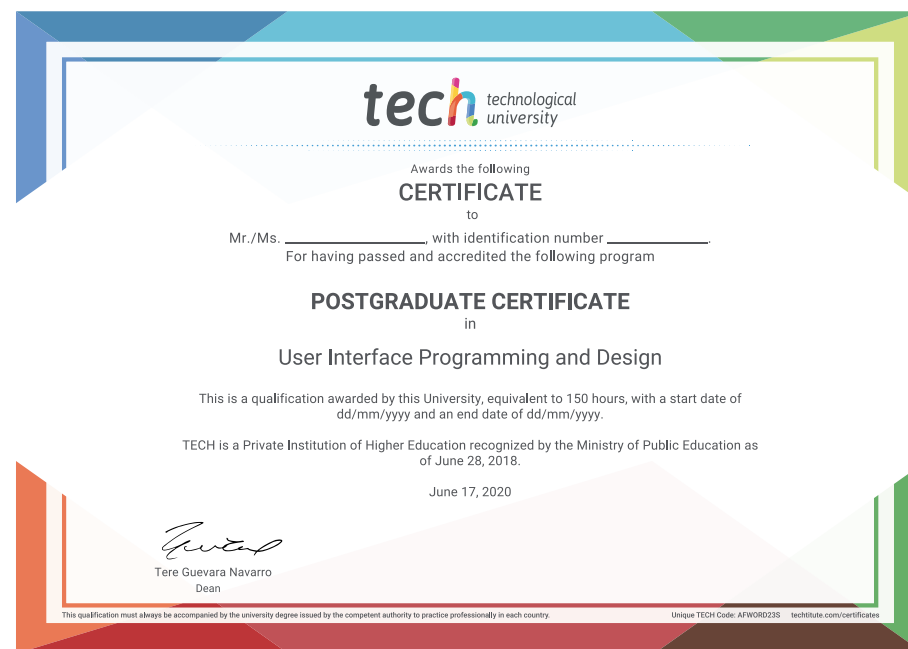 tech technological
university
Awards the following
CERTIFICATE
to
Mr./Ms. ____________________, with identification number ______________.
For having passed and accredited the following program
POSTGRADUATE CERTIFICATE
in
User Interface Programming and Design
This is a qualification awarded by this University, equivalent to 150 hours, with a start date of
dd/mm/yyyy and an end date of dd/mm/yyyy.
TECH is a Private Institution of Higher Education recognized by the Ministry of Public Education as
of June 28, 2018.
June 17, 2020
Tere Guevara Navarro
Dean
This qualification must always be accompanied by the university degree issued by the competent authority to practice professionally in each country. Unique TECH Code: AFWORD23S techtitute.com/certificates